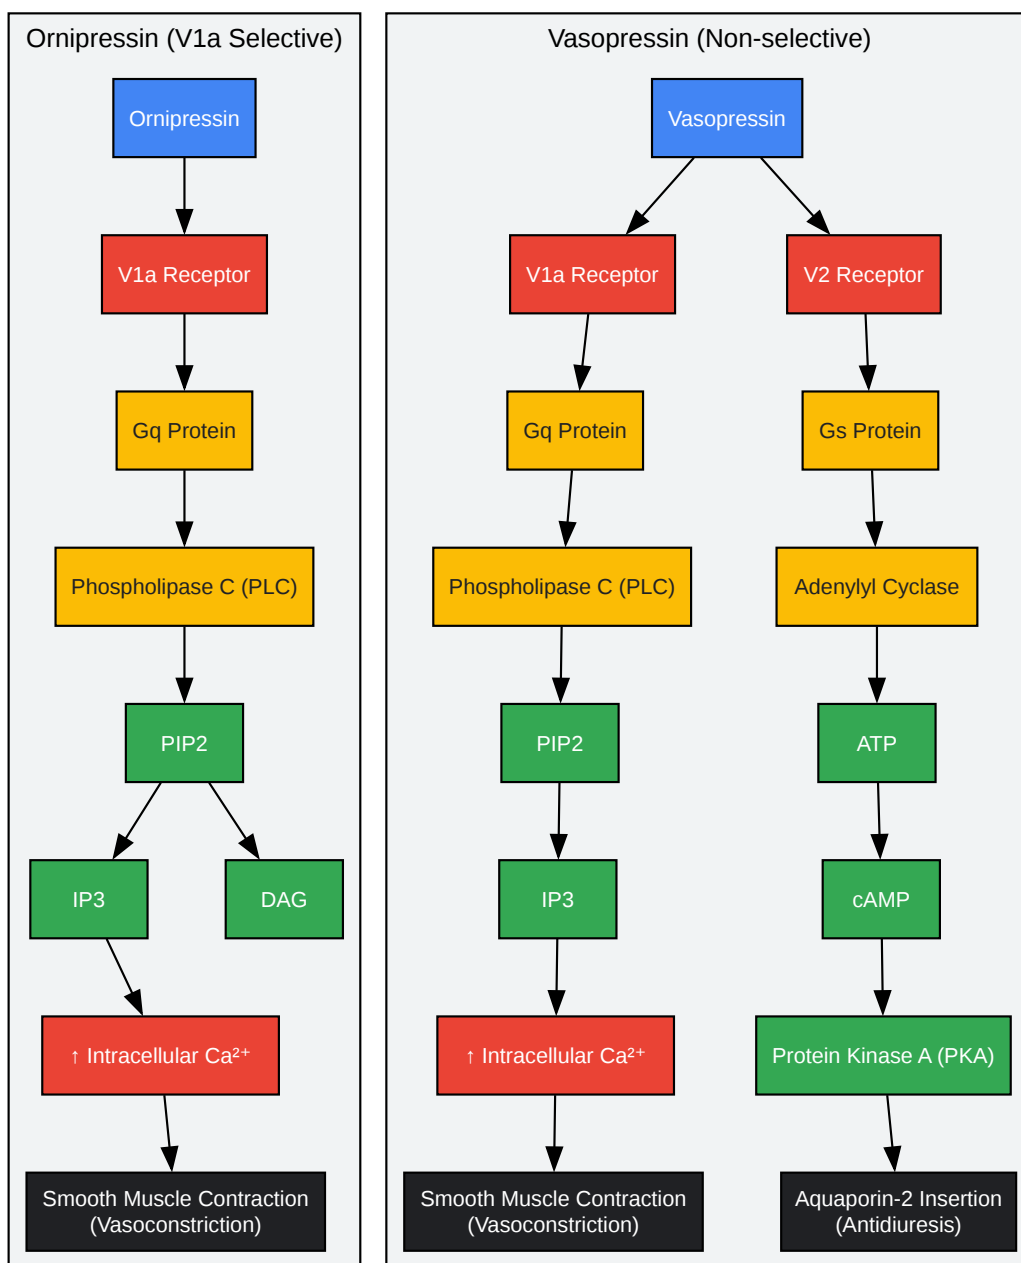 Ornipressin (V1a Selective)
Ornipressin
V1a Receptor
Gq Protein
Phospholipase C (PLC)
PIP2
IP3
DAG
↑ Intracellular Ca²⁺
Smooth Muscle Contraction
(Vasoconstriction)
Vasopressin (Non-selective)
Vasopressin
V1a Receptor
V2 Receptor
Gq Protein
Gs Protein
Phospholipase C (PLC)
Adenylyl Cyclase
PIP2
ATP
IP3
cAMP
↑ Intracellular Ca²⁺
Protein Kinase A (PKA)
Smooth Muscle Contraction
(Vasoconstriction)
Aquaporin-2 Insertion
(Antidiuresis)